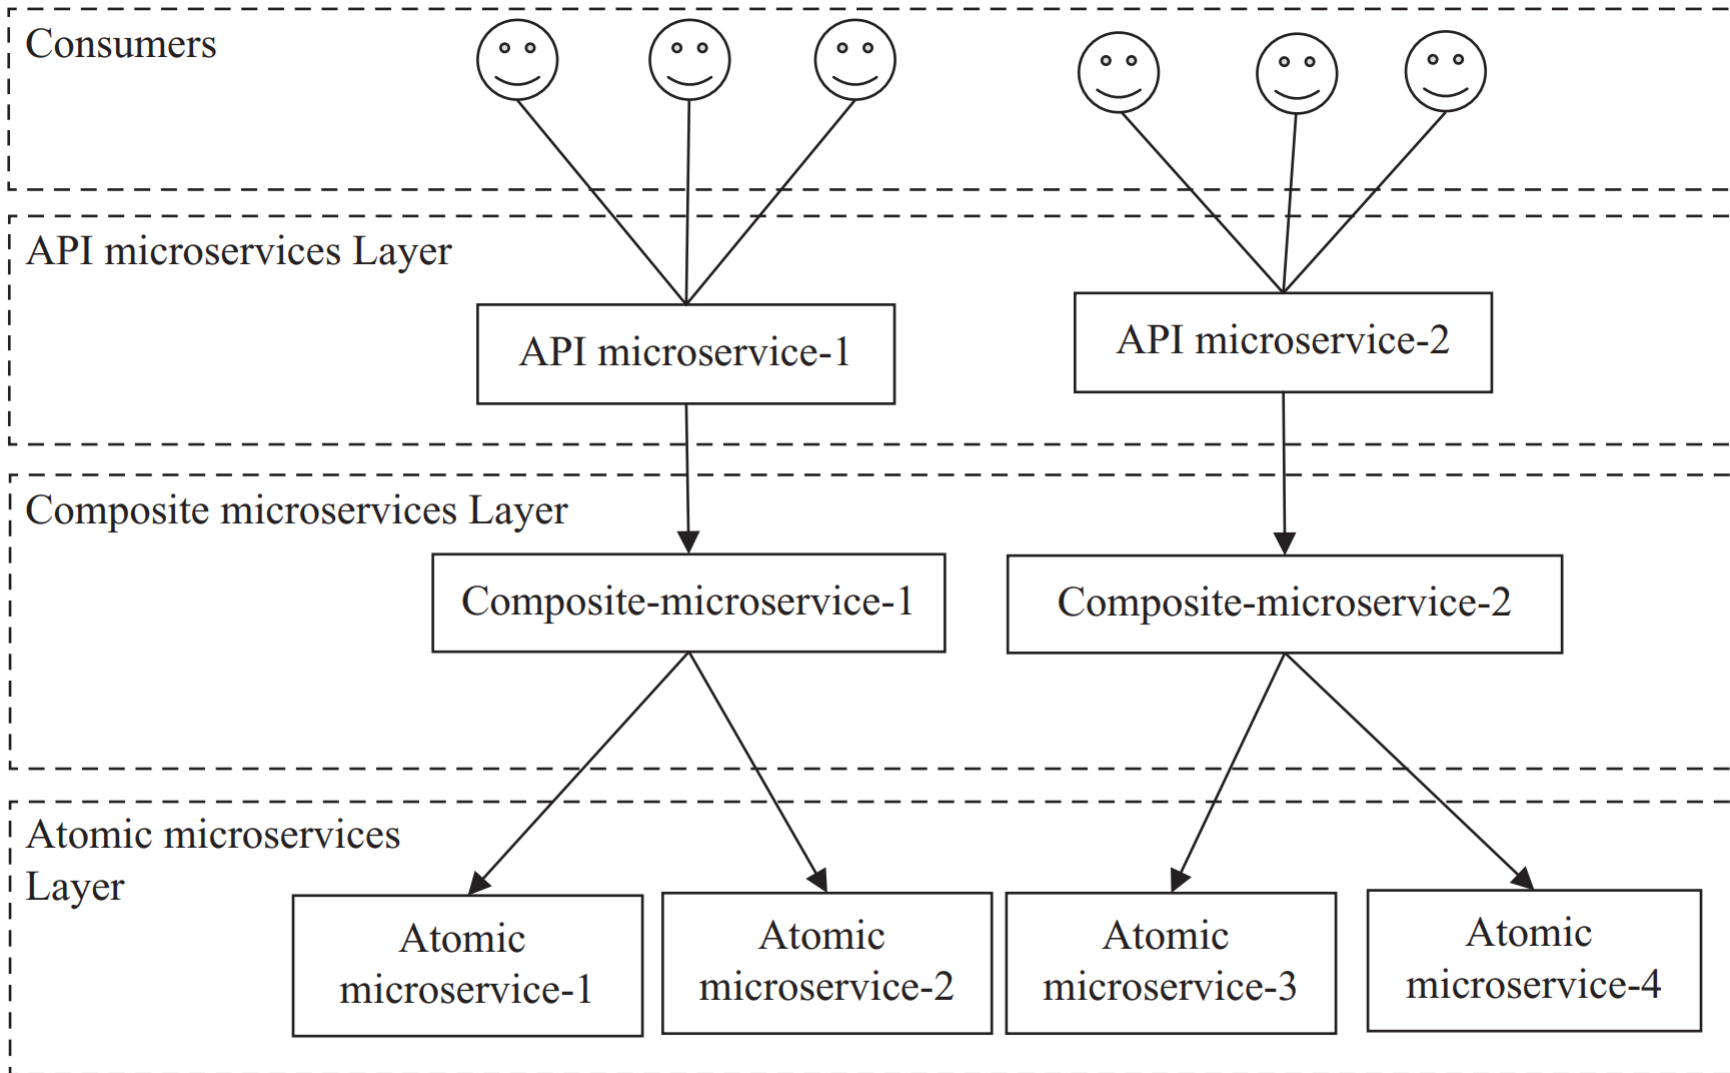 Consumers
API microservices Layer
API microservice-1
API microservice-2
Composite microservices Layer
Composite-microservice-1
Composite-microservice-2
Atomic microservices
Layer
Atomic
microservice-1
Atomic
microservice-2
Atomic
microservice-3
Atomic
microservice-4